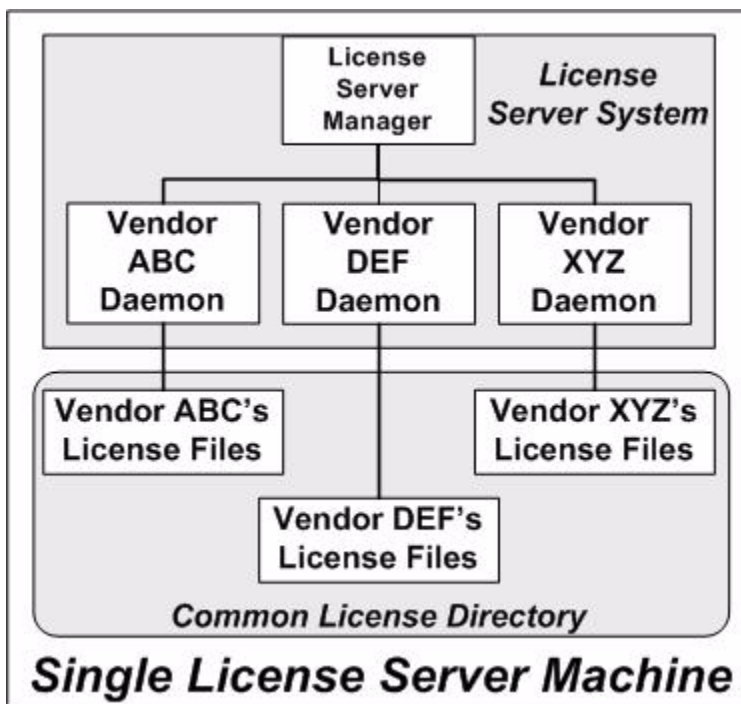 License
Server
Manager
License
Server System
Vendor
ABC
Daemon
Vendor
DEF
Daemon
Vendor
XYZ
Daemon
Vendor ABC's
License Files
Vendor XYZ's
License Files
Vendor DEF's
License Files
Common License Directory
Single License Server Machine